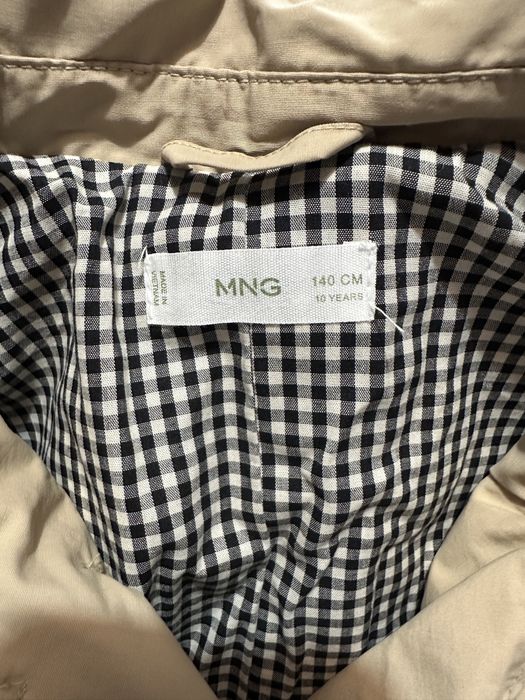 MADE IN
VIETNAM
MNG
140 CM
10 YEARS